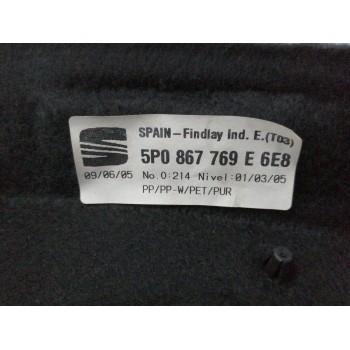 SPAIN-Findlay Ind. E.(T03)
5P0 867 769 E 6E8
09/06/05 No.0:214 Nivel:01/03/05
PP/PP-W/PET/PUR